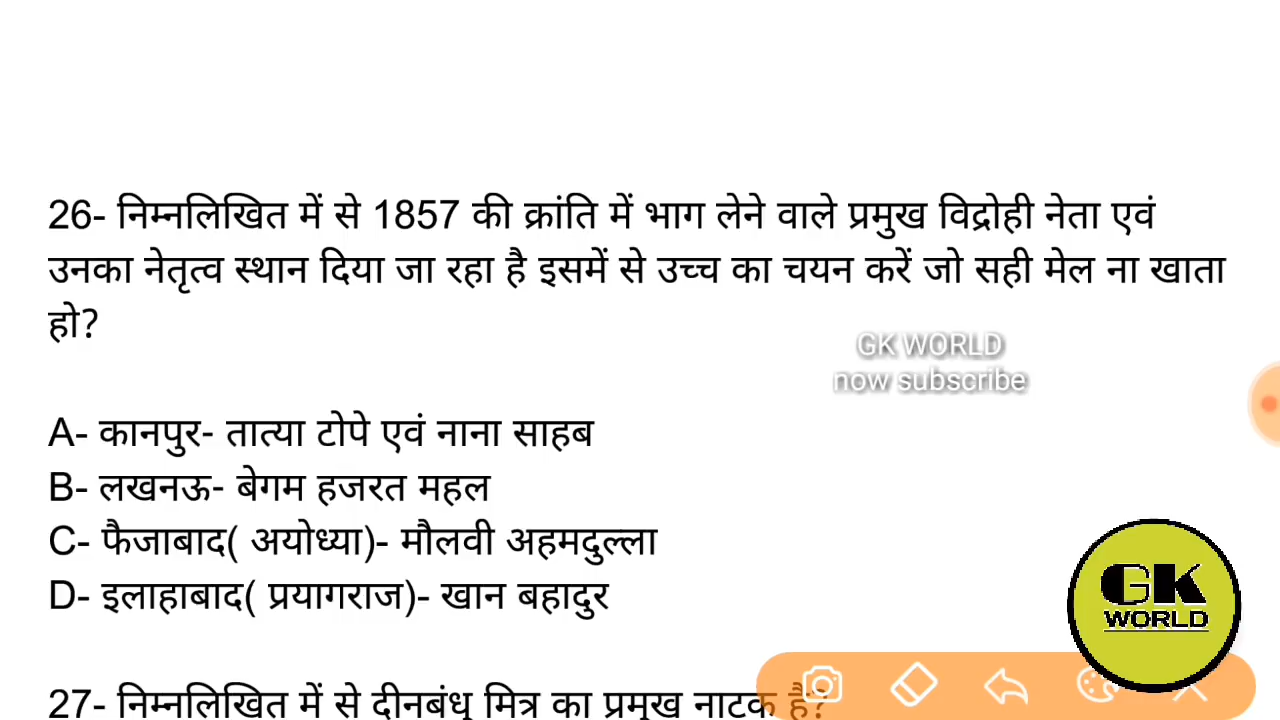 26- निम्नलिखित में से 1857 की क्रांति में भाग लेने वाले प्रमुख विद्रोही नेता एवं
उनका नेतृत्व स्थान दिया जा रहा है इसमें से उच्च का चयन करें जो सही मेल ना खाता
हो?
GK WORLD
now subscribe
A- कानपुर- तात्या टोपे एवं नाना साहब
B- लखनऊ- बेगम हजरत महल
C- फैजाबाद( अयोध्या)- मौलवी अहमदुल्ला
D- इलाहाबाद( प्रयागराज)- खान बहादुर
GK
WORLD
27- निम्नलिखित में से दीनबंधु मित्र का प्रमुख नाटक है?